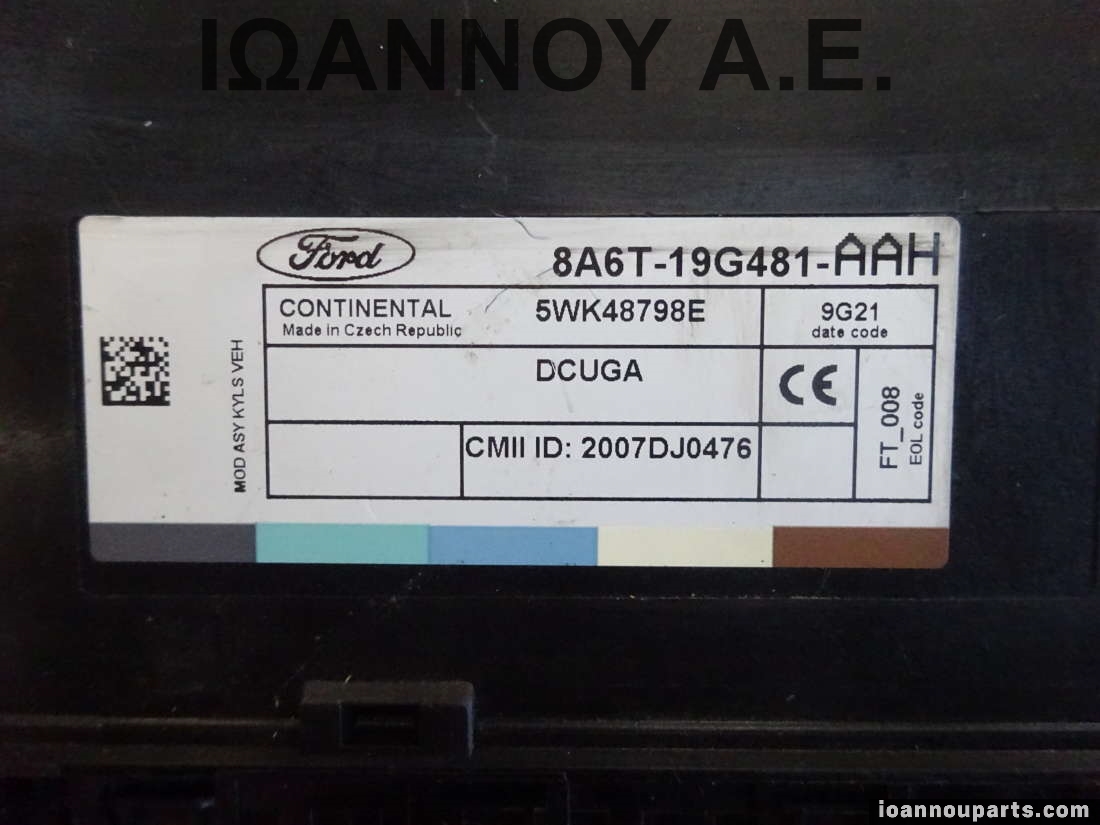 ΙΩΑΝΝΟΥ Α.Ε.
Ford
8A6T-19G481-AAH
CONTINENTAL
Made in Czech Republic
5WK48798E
9G21
date code
MOD ASY KYLS VEH
DCUGA
CE
FT_008
EOL code
CMII ID: 2007DJ0476
ioannouparts.com